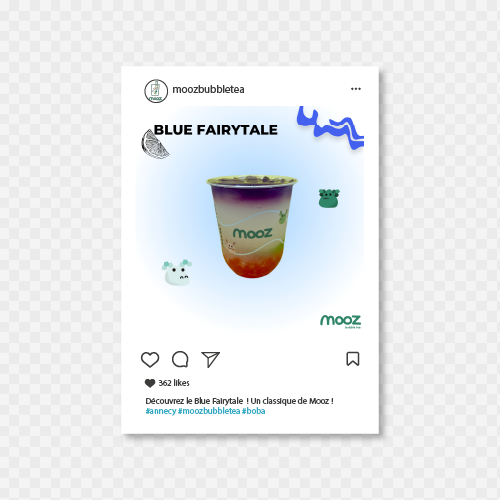 moozbubbletea
BLUE FAIRYTALE
mooz
mooz
362 likes
Découvrez le Blue Fairytale ! Un classique de Mooz !
#annecy #moozbubbletea #boba